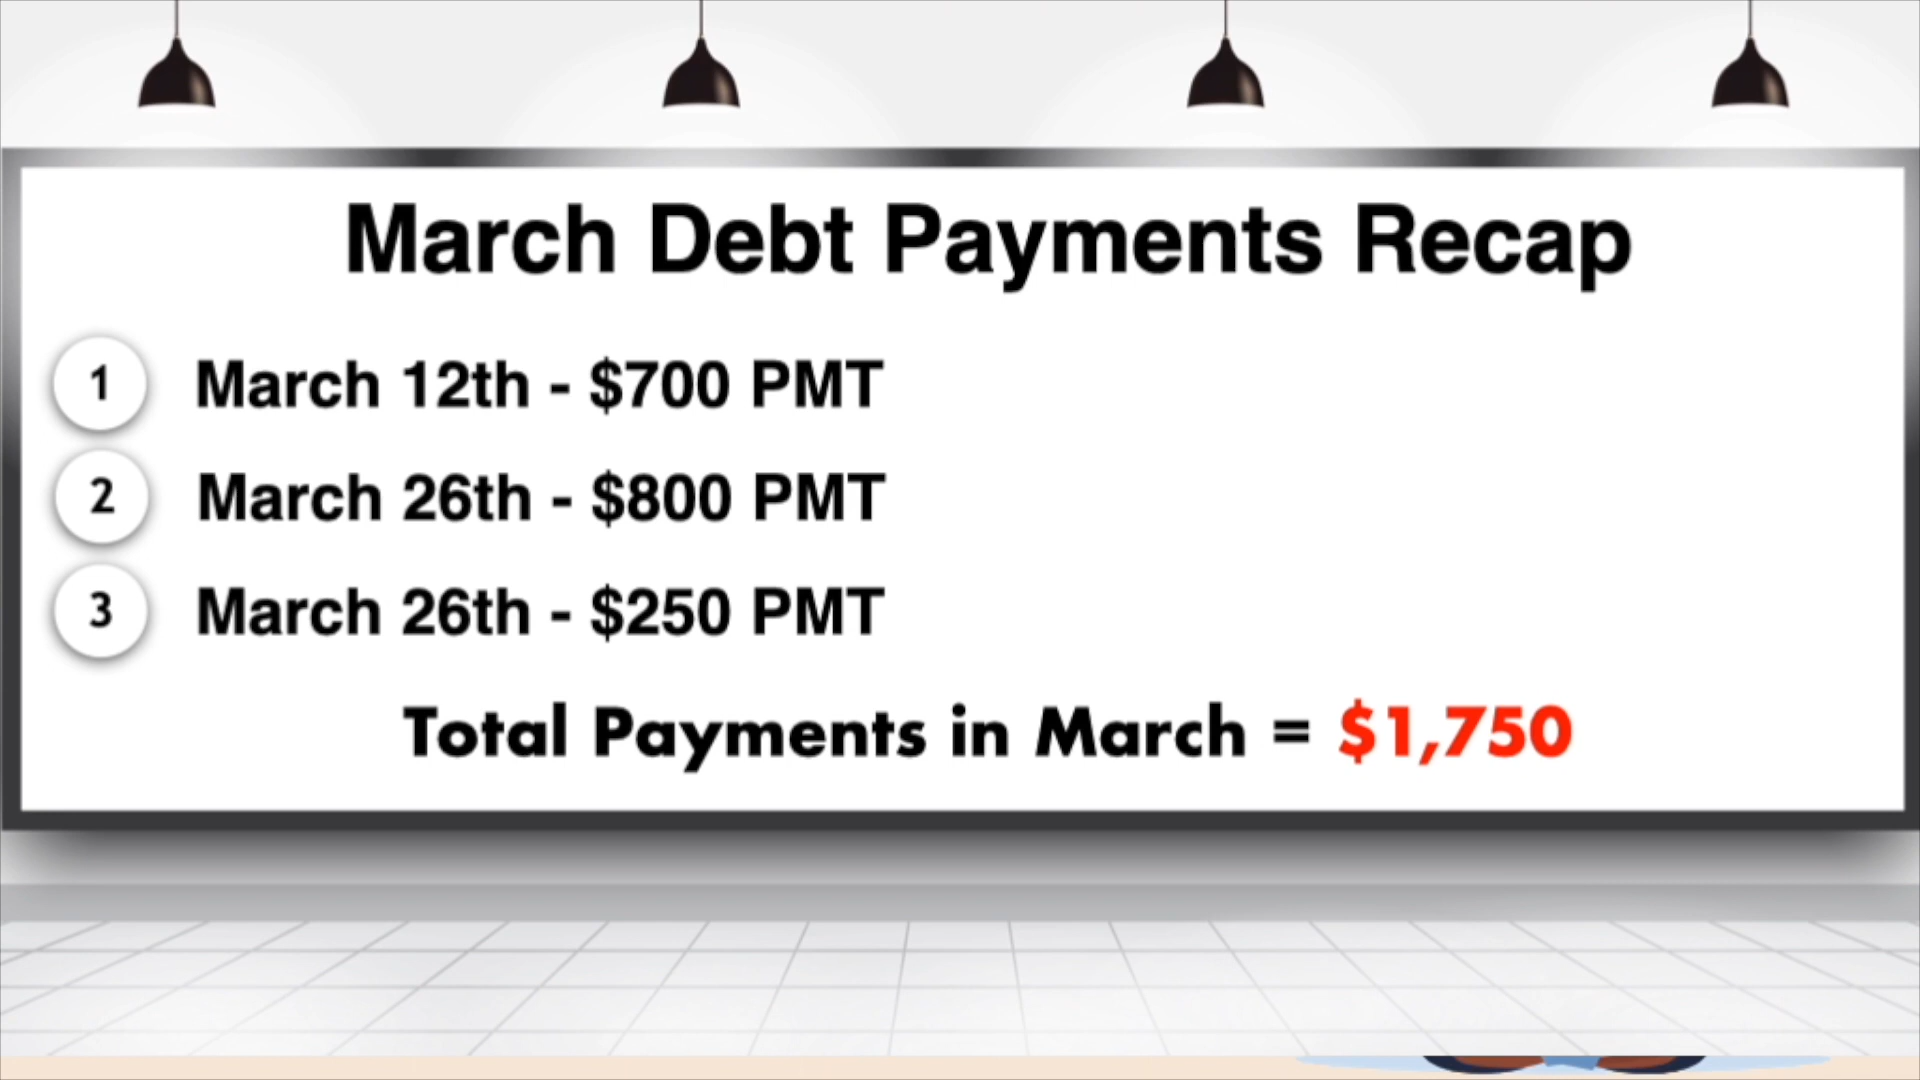 March Debt Payments Recap
1 March 12th - $700 PMT
2 March 26th - $800 PMT
3 March 26th - $250 PMT
Total Payments in March = $1,750